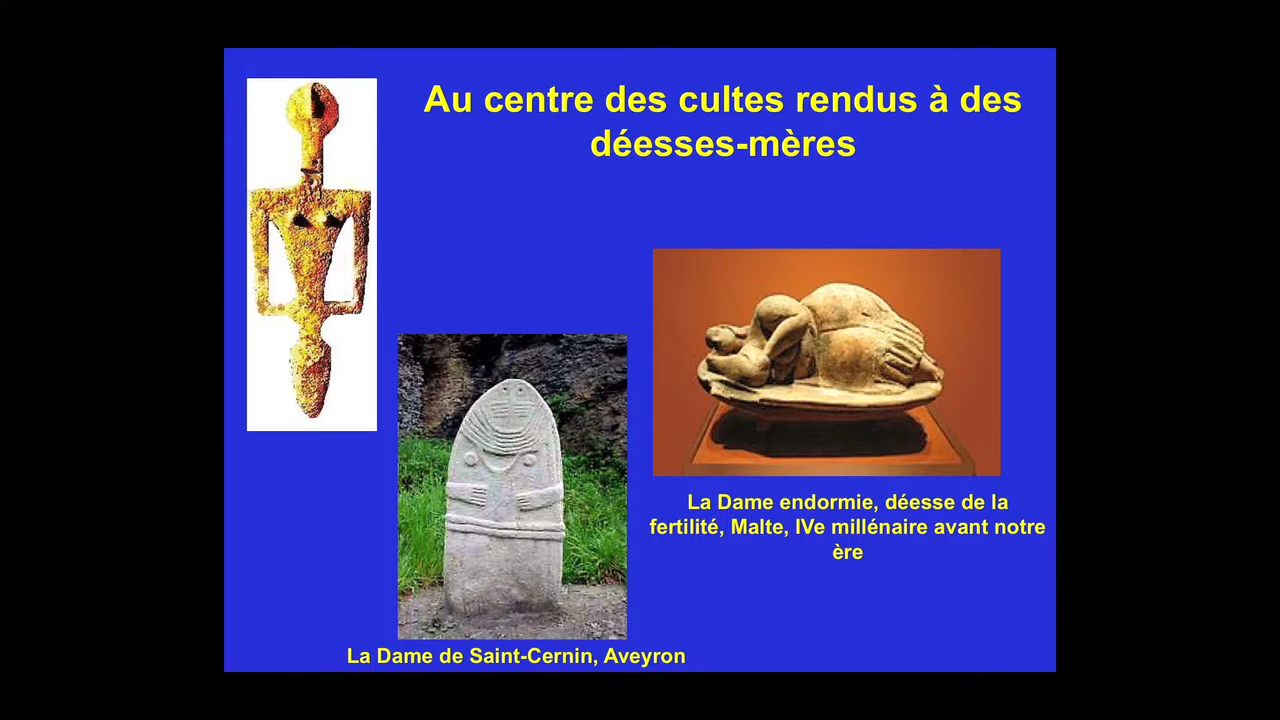 Au centre des cultes rendus à des
déesses-mères
La Dame endormie, déesse de la
fertilité, Malte, IVe millénaire avant notre
ère
La Dame de Saint-Cernin, Aveyron